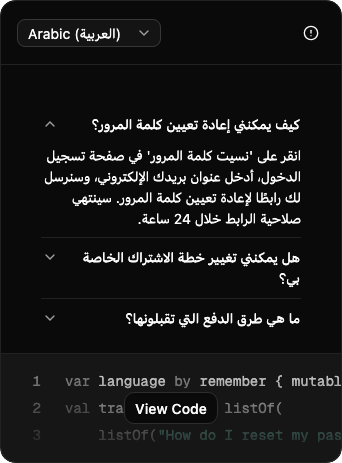 Arabic (العربية)
كيف يمكنني إعادة تعيين كلمة المرور؟
انقر على 'نسيت كلمة المرور' في صفحة تسجيل
الدخول، أدخل عنوان بريدك الإلكتروني، وسنرسل
لك رابطًا لإعادة تعيين كلمة المرور. سينتهي
صلاحية الرابط خلال 24 ساعة.
هل يمكنني تغيير خطة الاشتراك الخاصة
بي؟
ما هي طرق الدفع التي تقبلونها؟
1 var language by remember { mutabl
2 val tra listOf(
View Code
3 listOf("How do I reset my pas